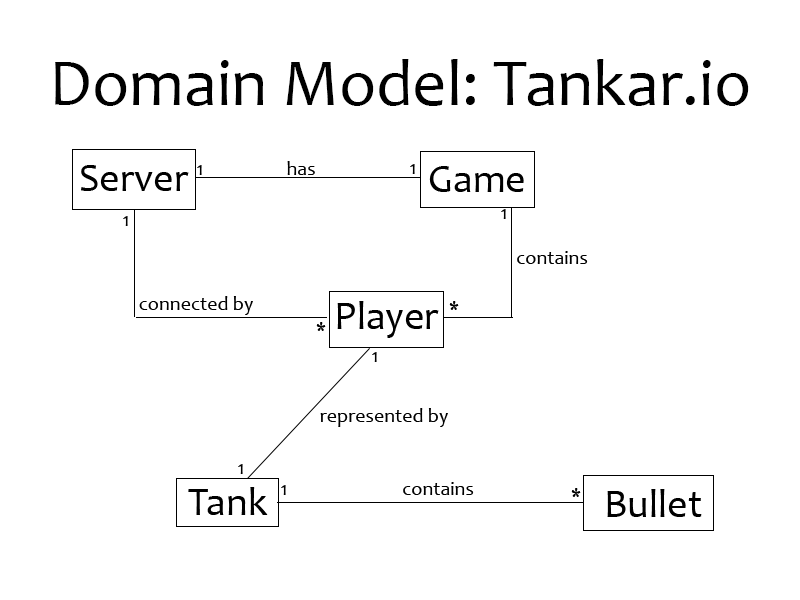 Domain Model: Tankar.io
Server
1
has
1
Game
1
1
contains
connected by
*
Player
*
1
represented by
1
Tank
1
contains
*
Bullet